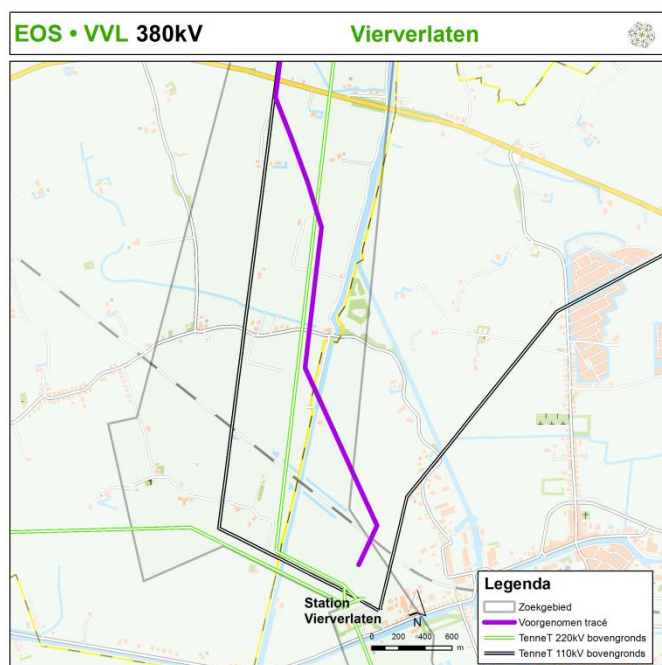 EOS • VVL 380kV Vierverlaten
Station
Vierverlaten
N
0 200 400 600
m
Legenda
Zoekgebied
Voorgenomen tracé
TenneT 220kV bovengronds
TenneT 110kV bovengronds